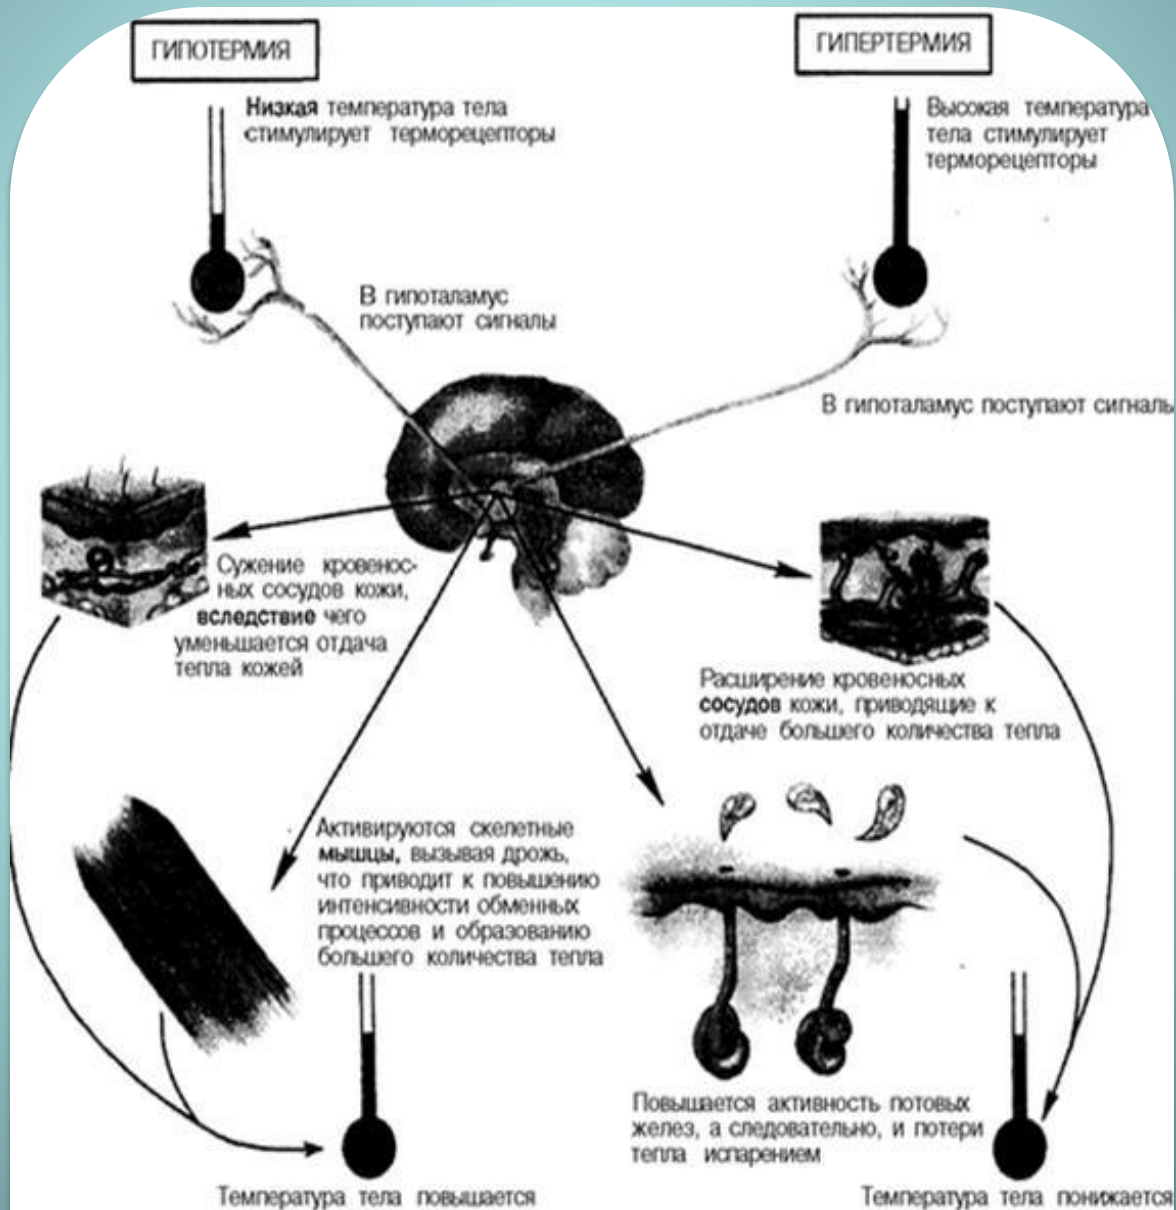 ГИПОТЕРМИЯ
Низкая температура тела
стимулирует терморецепторы
В гипоталамус
поступают сигналы
ГИПЕРТЕРМИЯ
Высокая температура
тела стимулирует
терморецепторы
В гипоталамус поступают сигналь
Сужение кровенос-
ных сосудов кожи,
вследствие чего
уменьшается отдача
тепла кожей
Расширение кровеносных
сосудов кожи, приводящие к
отдаче большего количества тепла
Активируются скелетные
мышцы, вызывая дрожь,
что приводит к повышению
интенсивности обменных
процессов и образованию
большего количества тепла
Повышается активность потовых
желез, а следовательно, и потери
тепла испарением
Температура тела повышается
Температура тела понижается